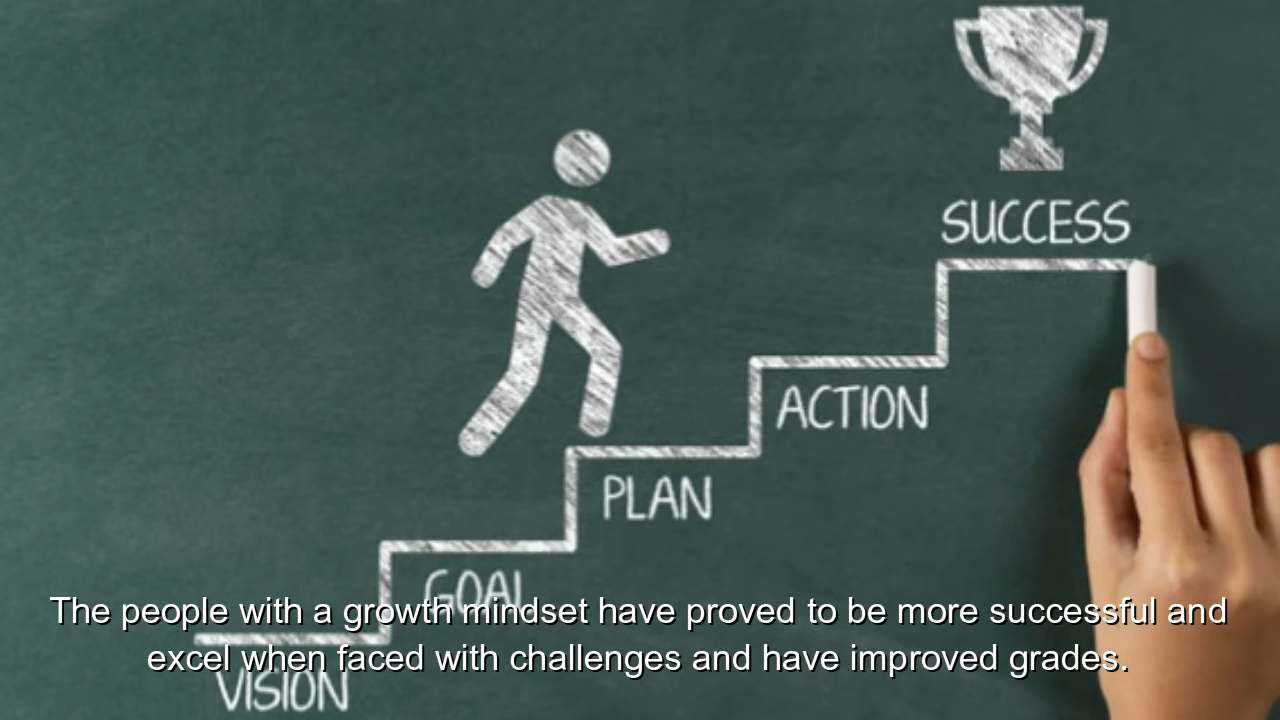 SUCCESS
ACTION
PLAN
GOAL
The people with a growth mindset have proved to be more successful and
excel when faced with challenges and have improved grades.
VISION